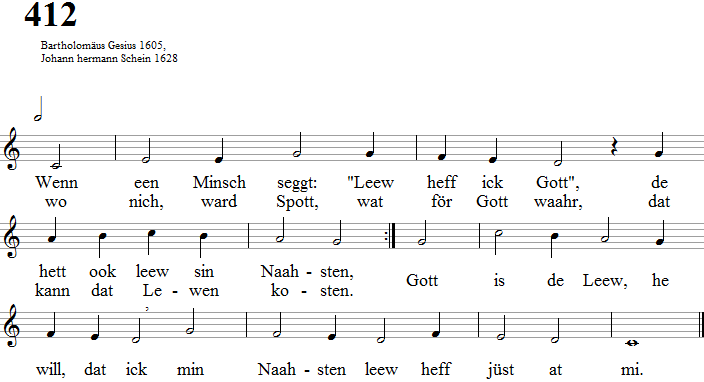 412
Bartholomäus Gesius 1605,
Johann hermann Schein 1628
Wenn een Minsch seggt: "Leew heff ick Gott", de
wo nich, ward Spott, wat för Gott waahr, dat
hett ook leew sin Naah - sten,
kann dat Le - wen ko - sten.
Gott is de Leew, he
will, dat ick min Naah - sten leew heff jüst at mi.